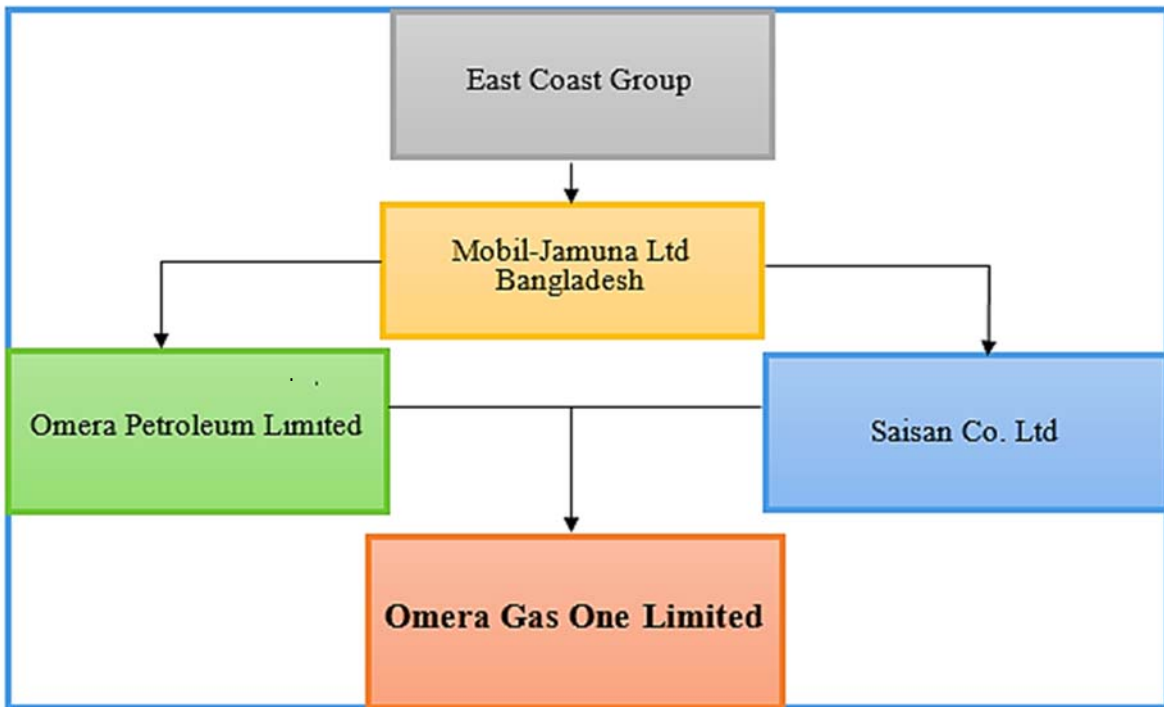 East Coast Group
Mobil-Jamuna Ltd
Bangladesh
Omera Petroleum Limited
Saisan Co. Ltd
Omera Gas One Limited